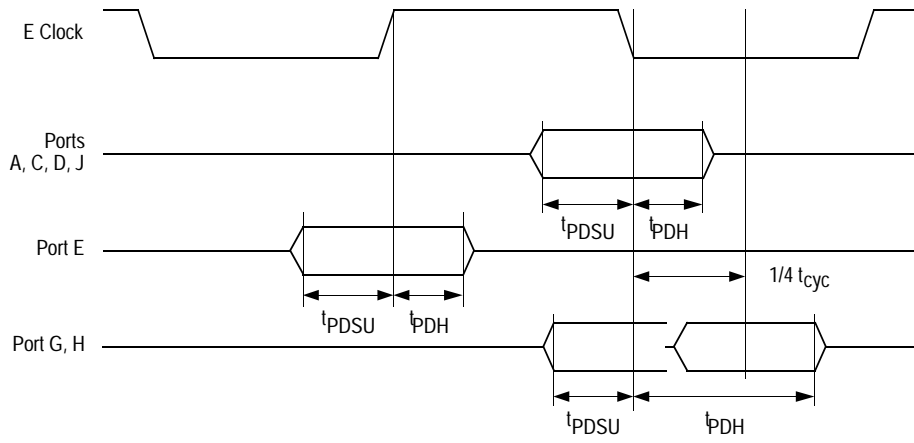 E Clock
Ports
A, C, D, J
tPDSU tPDH
Port E
1/4 tcyc
tPDSU tPDH
Port G, H
tPDSU tPDH